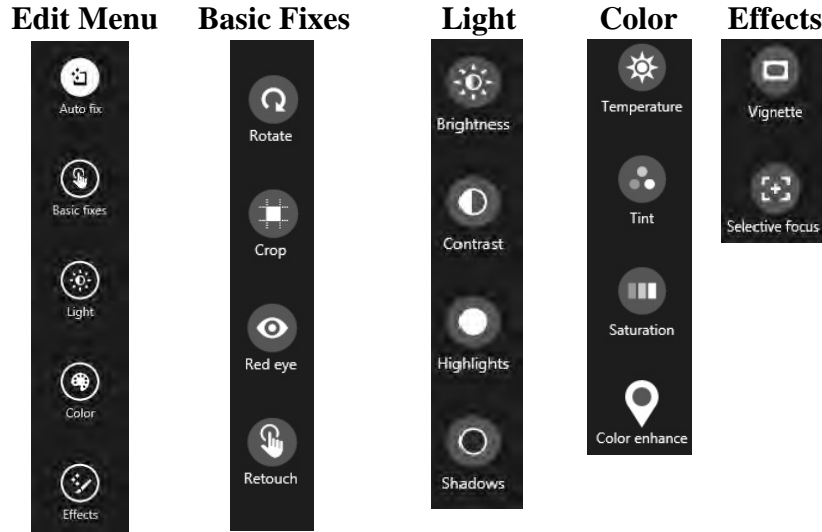 Edit Menu
Auto fix
Basic fixes
Light
Color
Effects
Basic Fixes
Rotate
Crop
Red eye
Retouch
Light
Brightness
Contrast
Highlights
Shadows
Color
Temperature
Tint
Saturation
Color enhance
Effects
Vignette
Selective focus